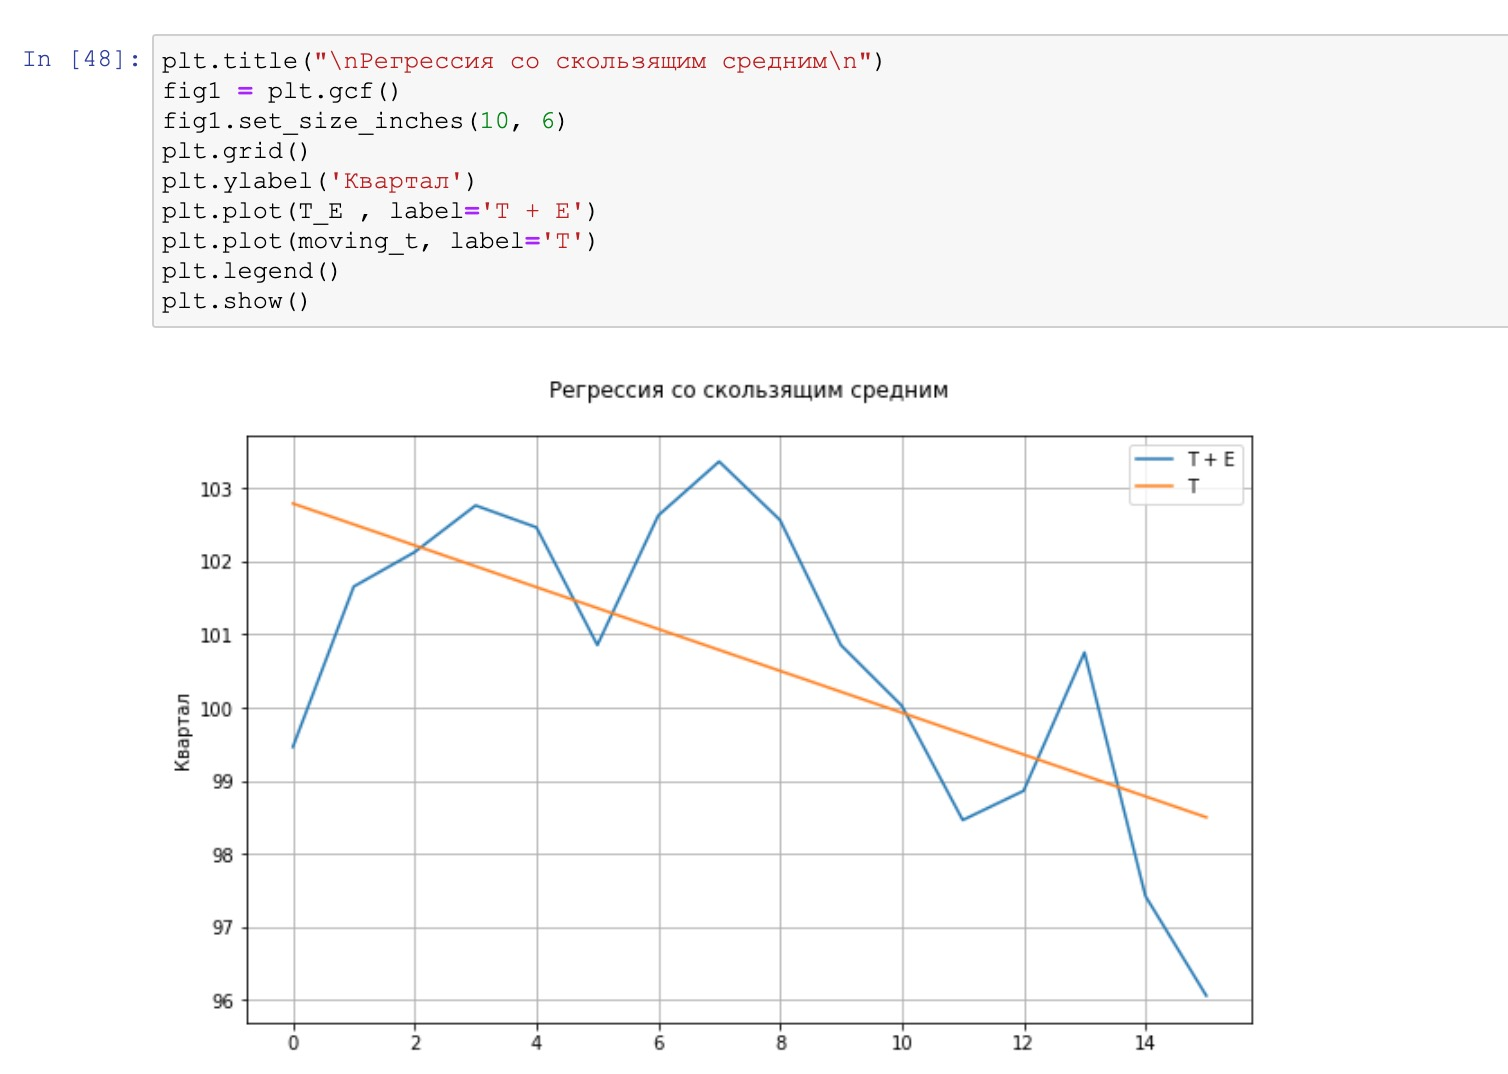 In [48]:
plt.title("\nРегрессия со скользящим средним\n")
fig1 = plt.gcf()
fig1.set_size_inches(10, 6)
plt.grid()
plt.ylabel('Квартал')
plt.plot(T_E , label='T + E')
plt.plot(moving_t, label='T')
plt.legend()
plt.show()
Регрессия со скользящим средним
T + E
T
103
102
101
100
99
98
97
96
Квартал
0 2 4 6 8 10 12 14